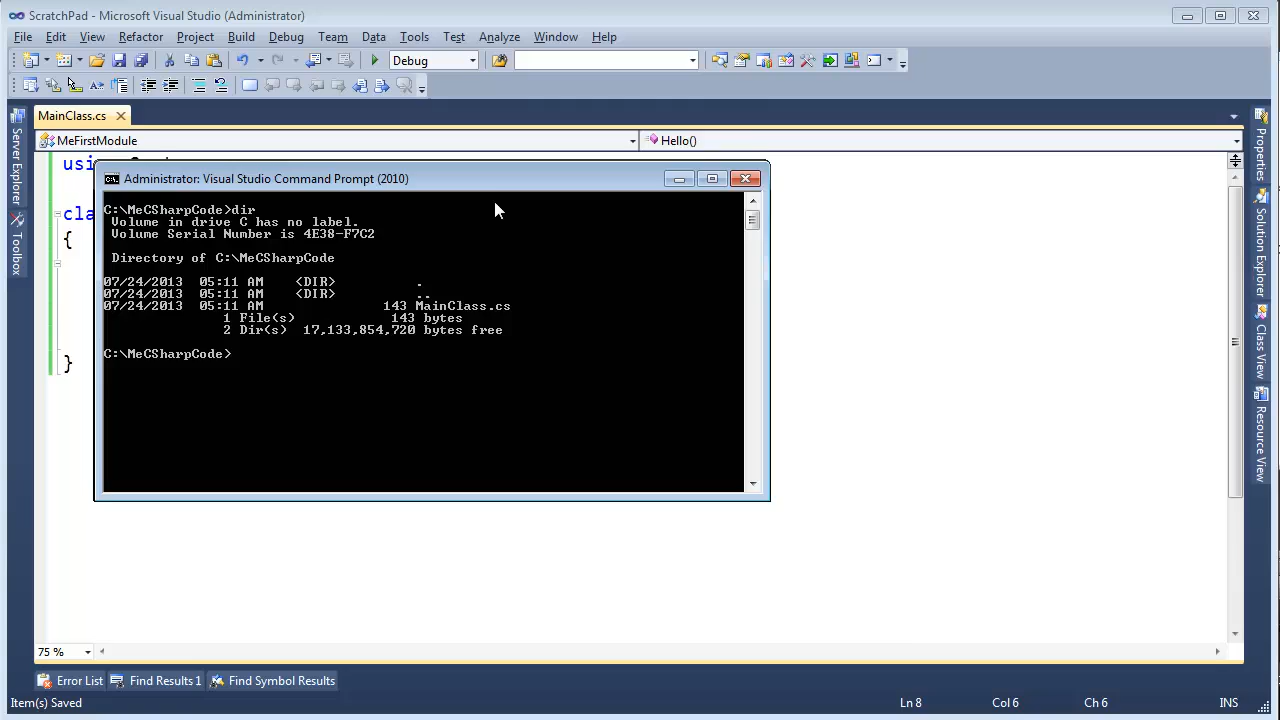 ScratchPad - Microsoft Visual Studio (Administrator)
File Edit View Refactor Project Build Debug Team Data Tools Test Analyze Window Help
Debug
MainClass.cs
MeFirstModule Hello()
Server Explorer
Toolbox
Properties
Solution Explorer
Class View
Resource View
{
}
Administrator: Visual Studio Command Prompt (2010)
C:\MeCSharpCode>dir
Volume in drive C has no label.
Volume Serial Number is 4E38-F7C2
Directory of C:\MeCSharpCode
07/24/2013 05:11 AM <DIR> .
07/24/2013 05:11 AM <DIR> ..
07/24/2013 05:11 AM 143 MainClass.cs
1 File(s) 143 bytes
2 Dir(s) 17,133,854,720 bytes free
C:\MeCSharpCode>
75 %
Error List Find Results 1 Find Symbol Results
Item(s) Saved Ln 8 Col 6 Ch 6 INS